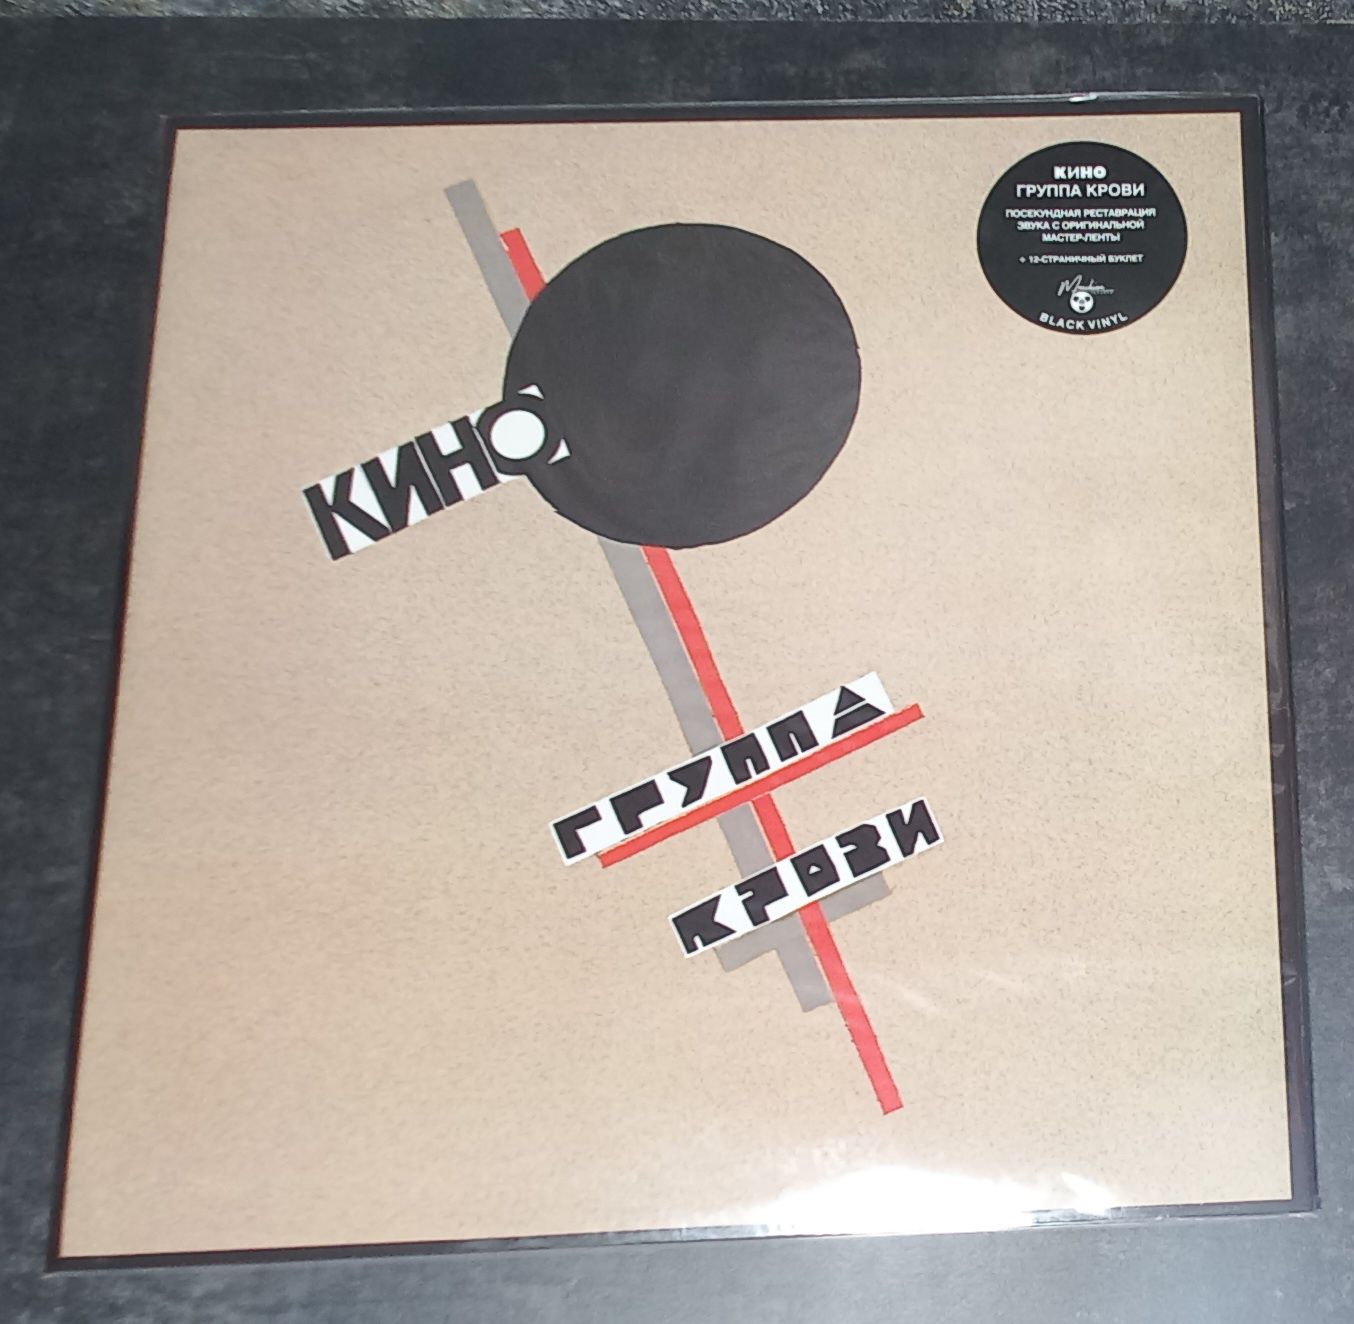 КИНО
ГРУППА КРОВИ
ПОСЕКУНДНАЯ РЕСТАВРАЦИЯ
ЗВУКА С ОРИГИНАЛЬНОЙ
МАСТЕР-ЛЕНТЫ
+ 12-СТРАНИЧНЫЙ БУКЛЕТ
BLACK VINYL
КИНО
ГРУППА
КРОВИ